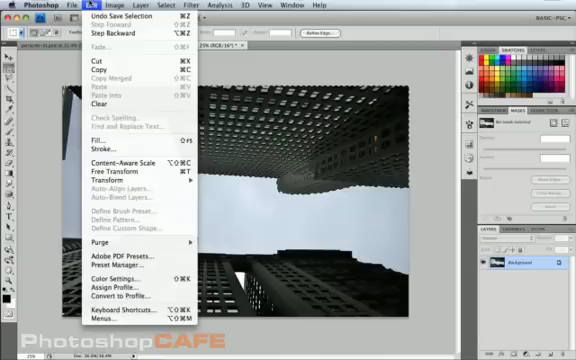 Photoshop File Edit Image Layer Select Filter Analysis 3D View Window Help
BASIC-PS.COM
Refine Edge...
Undo Save Selection ⌘Z
Step Forward ⇧⌘Z
Step Backward ⌥⌘Z
Fade... ⇧⌘F
Cut ⌘X
Copy ⌘C
Copy Merged ⇧⌘C
Paste ⌘V
Paste Into ⇧⌘V
Clear
Check Spelling...
Find and Replace Text...
Fill... ⇧F5
Stroke...
Content-Aware Scale ⌥⇧⌘C
Free Transform ⌘T
Transform
Auto-Align Layers...
Auto-Blend Layers...
Define Brush Preset...
Define Pattern...
Define Custom Shape...
Purge
Adobe PDF Presets...
Preset Manager...
Color Settings... ⇧⌘K
Assign Profile...
Convert to Profile...
Keyboard Shortcuts... ⌥⇧⌘K
Menus... ⌥⇧⌘M
SWATCHES
MASKS
LAYERS
Background
25%
PhotoshopCAFE